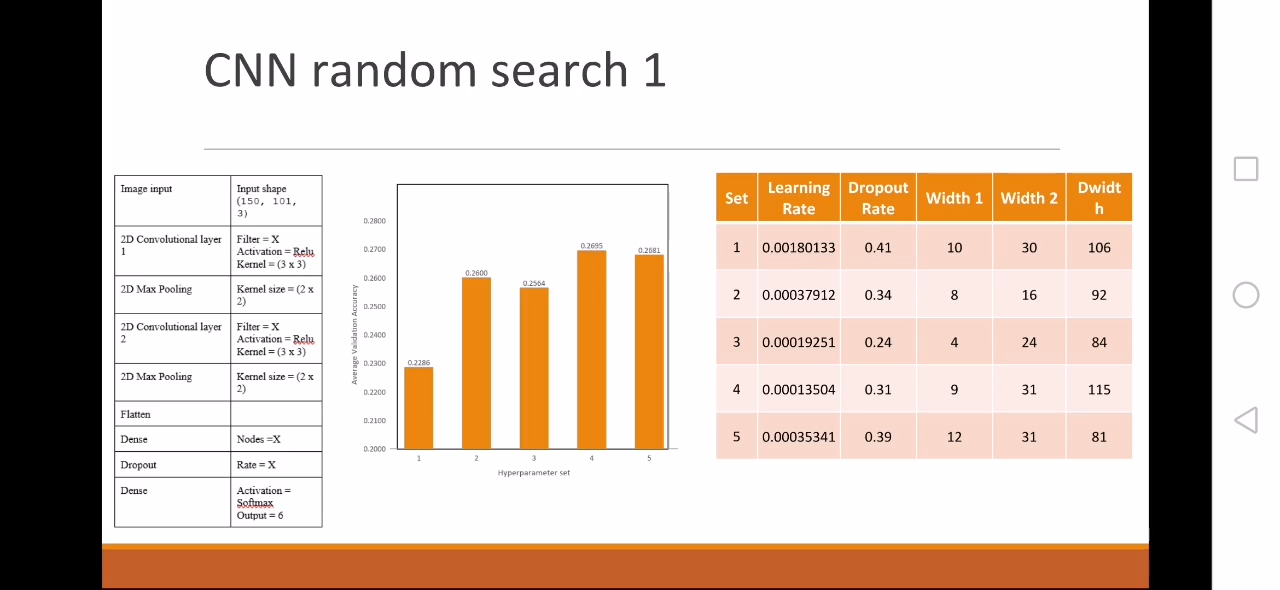 CNN random search 1
Image input
Input shape
(150, 101,
3)
2D Convolutional layer
1
Filter = X
Activation = Relu
Kernel = (3 x 3)
2D Max Pooling
Kernel size = (2 x
2)
2D Convolutional layer
2
Filter = X
Activation = Relu
Kernel = (3 x 3)
2D Max Pooling
Kernel size = (2 x
2)
Flatten
Dense
Nodes =X
Dropout
Rate = X
Dense
Activation =
Softmax
Output = 6
Average Validation Accuracy
0.2800
0.2700
0.2600
0.2500
0.2400
0.2300
0.2200
0.2100
0.2000
0.2286
0.2600
0.2564
0.2695
0.2681
1 2 3 4 5
Hyperparameter set
Set Learning Rate Dropout Rate Width 1 Width 2 Dwidt h
1 0.00180133 0.41 10 30 106
2 0.00037912 0.34 8 16 92
3 0.00019251 0.24 4 24 84
4 0.00013504 0.31 9 31 115
5 0.00035341 0.39 12 31 81